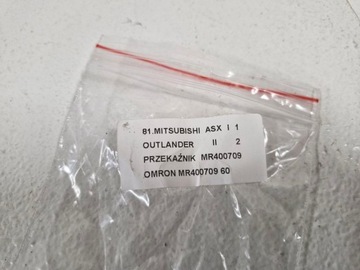 81.MITSUBISHI ASX I 1
OUTLANDER II 2
PRZEKAŹNIK MR400709
OMRON MR400709 60